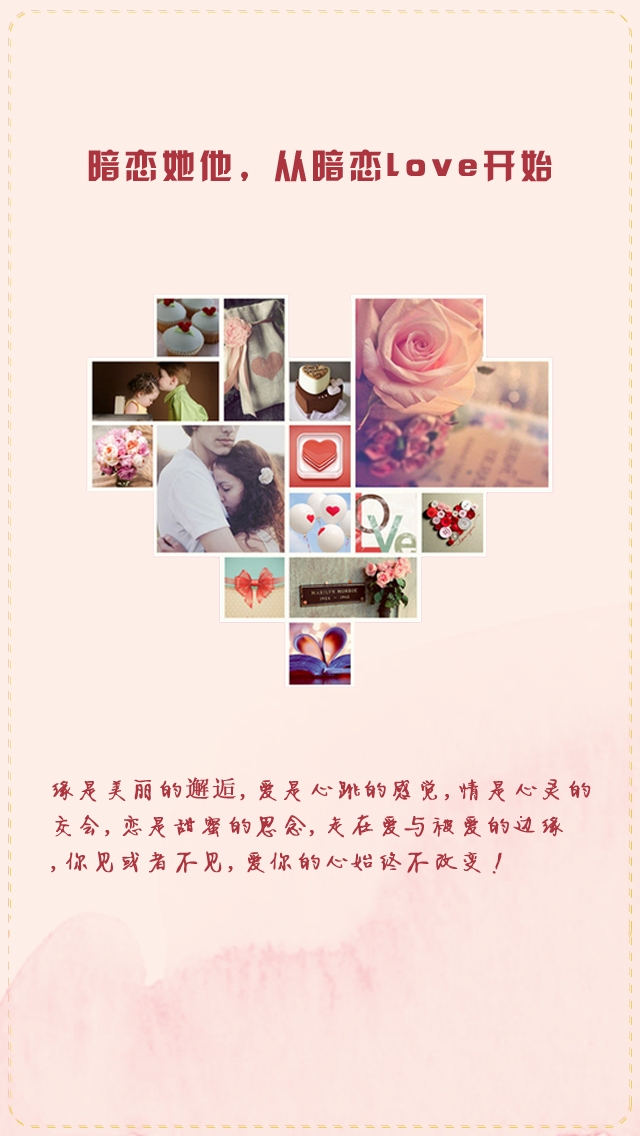 暗恋她他，从暗恋love开始
LOVe
MARILYN MONROE
1926 - 1962
缘是美丽的邂逅,爱是心跳的感觉,情是心灵的
交会,恋是甜蜜的思念,走在爱与被爱的边缘
,你见或者不见,爱你的心始终不改变！